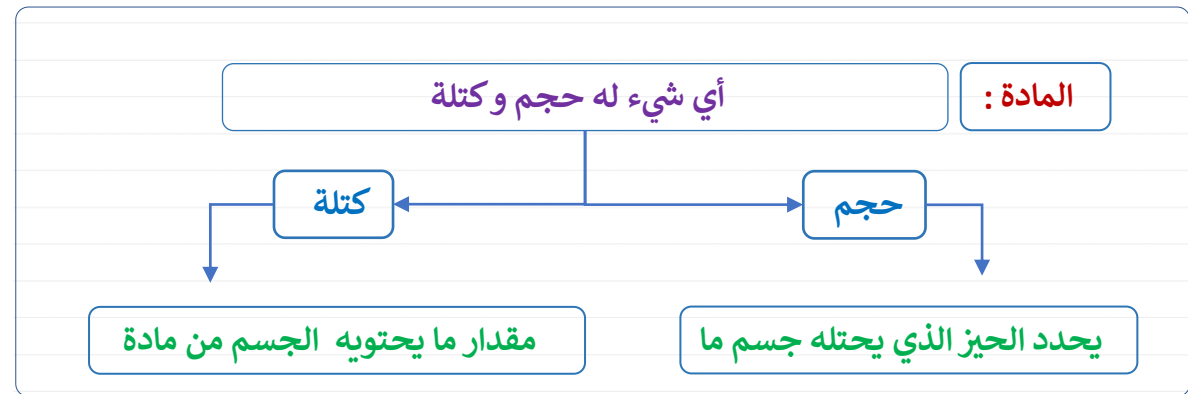 المادة : أي شيء له حجم وكتلة
حجم كتلة
يحدد الحيز الذي يحتله جسم ما مقدار ما يحتويه الجسم من مادة